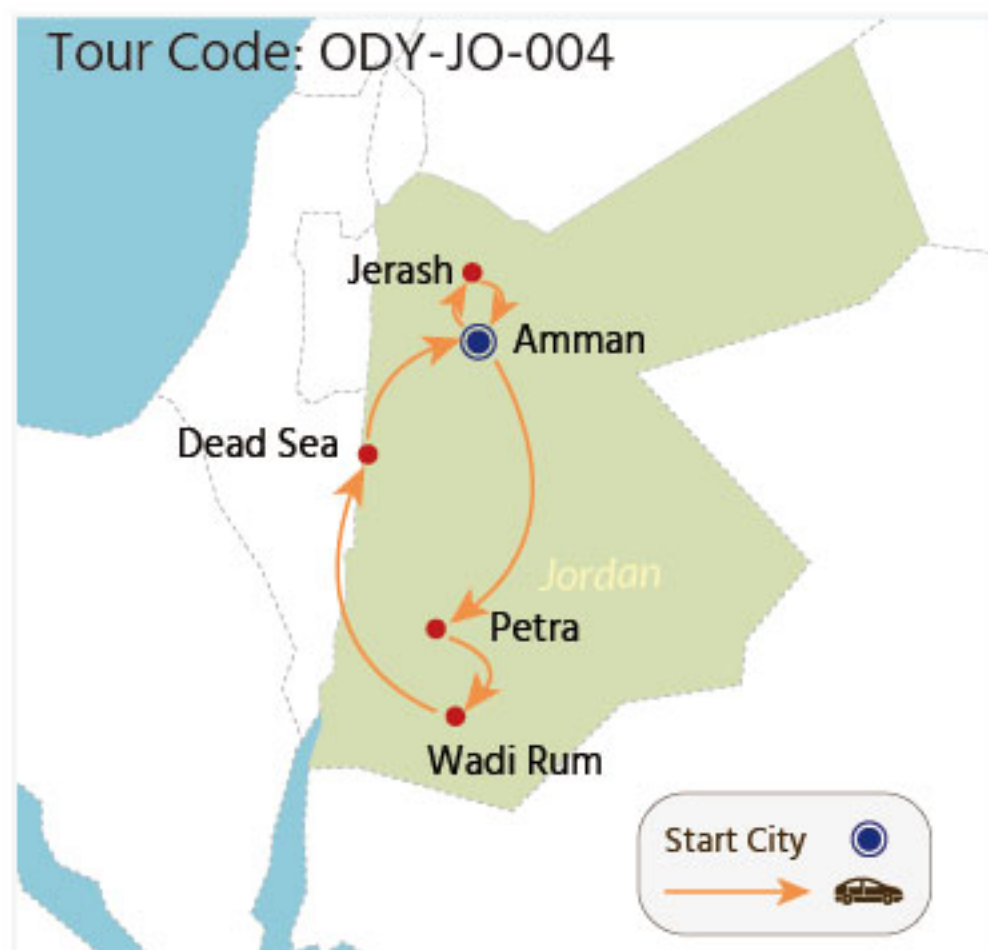 Tour Code: ODY-JO-004
Jerash
Amman
Dead Sea
Jordan
Petra
Wadi Rum
Start City